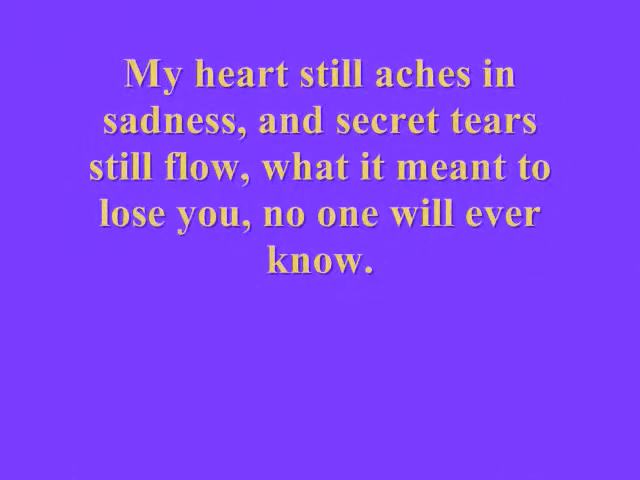 My heart still aches in
sadness, and secret tears
still flow, what it meant to
lose you, no one will ever
know.